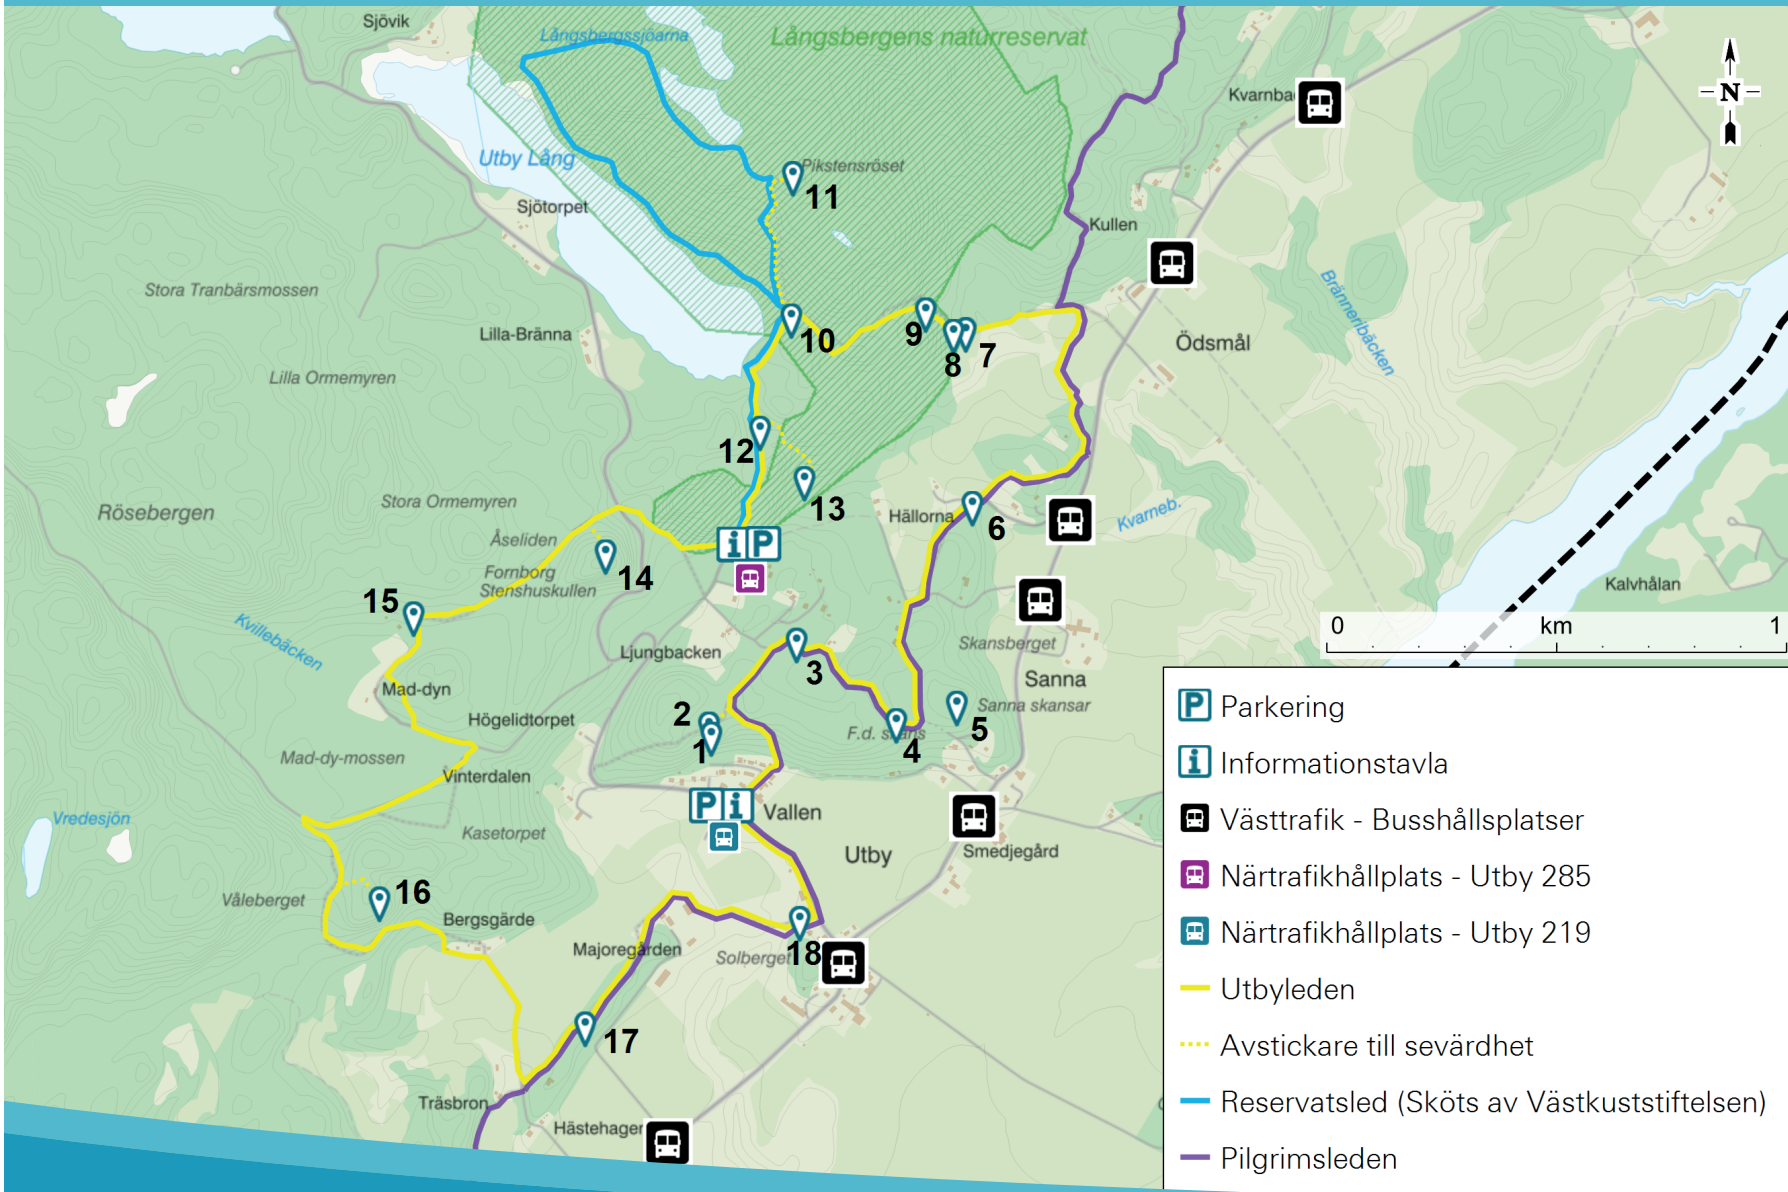 Sjövik
Långsbergssjöarna
Långsbergens naturreservat
Kvarnba
N
Utby Lång
Pikstensröset
11
Sjötorpet
Kullen
Stora Tranbärsmossen
Bränneribäcken
Lilla-Bränna
10
9
8
7
Ödsmål
Lilla Ormemyren
12
13
Stora Ormemyren
Rösebergen
Hällorna
6
Kvarneb.
Åseliden
i P
Fornborg
Stenshuskullen
14
Kalvhålan
15
Kvillebäcken
0 km 1
Ljungbacken
3
Skansberget
Mad-dyn
Sanna
Högelidtorpet
2
1
Sanna skansar
5
F.d. skans
4
Mad-dy-mossen
Vinterdalen
P i
Vallen
Vredesjön
Kasetorpet
Utby
Smedjegård
16
Våleberget
Bergsgärde
Majoregården
Solberget
18
17
Träsbron
Hästehager
P Parkering
i Informationstavla
Västtrafik - Busshållsplatser
Närtrafikhållplats - Utby 285
Närtrafikhållplats - Utby 219
Utbyleden
Avstickare till sevärdhet
Reservatsled (Sköts av Västkuststiftelsen)
Pilgrimsleden